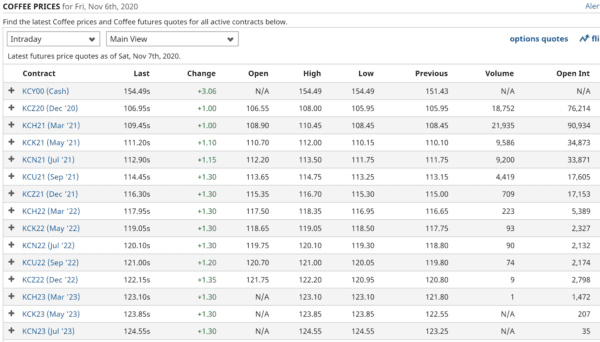 COFFEE PRICES for Fri, Nov 6th, 2020
Find the latest Coffee prices and Coffee futures quotes for all active contracts below.
Intraday Main View options quotes
Latest futures price quotes as of Sat, Nov 7th, 2020.
Contract Last Change Open High Low Previous Volume Open Int
+ KCY00 (Cash) 154.49s +3.06 154.49 154.49 154.49 151.43 N/A N/A
+ KCZ20 (Dec '20) 106.95s +1.00 106.55 108.00 105.95 105.95 18,752 76,214
+ KCH21 (Mar '21) 109.45s +1.00 108.90 110.45 108.45 108.45 21,935 90,934
+ KCK21 (May '21) 111.20s +1.10 110.70 112.00 110.15 110.10 9,586 34,873
+ KCN21 (Jul '21) 112.90s +1.15 112.20 113.50 111.75 111.75 9,200 33,871
+ KCU21 (Sep '21) 114.45s +1.30 113.65 114.75 113.25 113.15 4,419 17,605
+ KCZ21 (Dec '21) 116.30s +1.30 115.35 116.70 115.30 115.00 709 17,153
+ KCH22 (Mar '22) 117.95s +1.30 117.50 118.35 116.95 116.65 223 5,389
+ KCK22 (May '22) 119.05s +1.30 118.65 119.05 118.50 117.75 93 2,327
+ KCN22 (Jul '22) 120.10s +1.30 119.75 120.10 119.30 118.80 90 2,132
+ KCU22 (Sep '22) 121.00s +1.20 120.70 121.00 120.05 119.80 74 2,174
+ KCZ22 (Dec '22) 122.15s +1.35 121.75 122.20 120.95 120.80 9 2,798
+ KCH23 (Mar '23) 123.10s +1.30 N/A 123.10 123.10 121.80 1 1,472
+ KCK23 (May '23) 123.85s +1.30 N/A 123.85 123.85 122.55 N/A 207
+ KCN23 (Jul '23) 124.55s +1.30 N/A 124.55 124.55 123.25 N/A 35